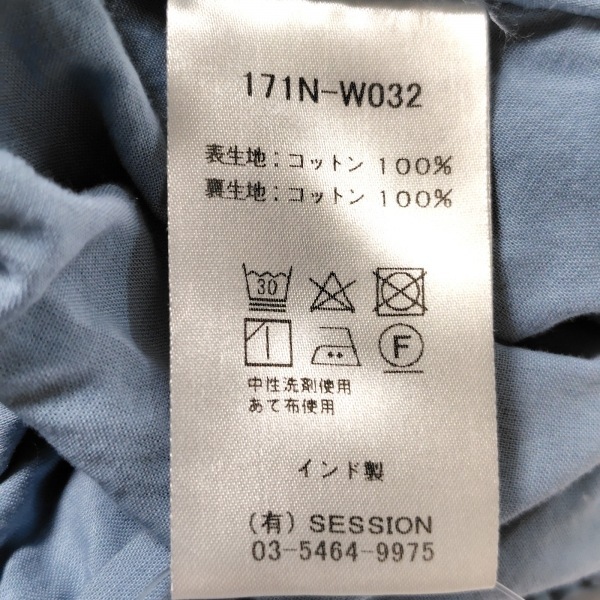 171N-W032
表生地：コットン 100%
裏生地：コットン 100%
30
F
中性洗剤使用
あて布使用
インド製
（有）SESSION
03-5464-9975